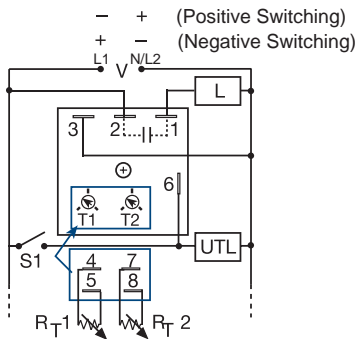 − + (Positive Switching)
+ − (Negative Switching)
L1 V N/L2
L
3 2 1
6
T1 T2
S1 UTL
4 7
5 8
RT1 RT2